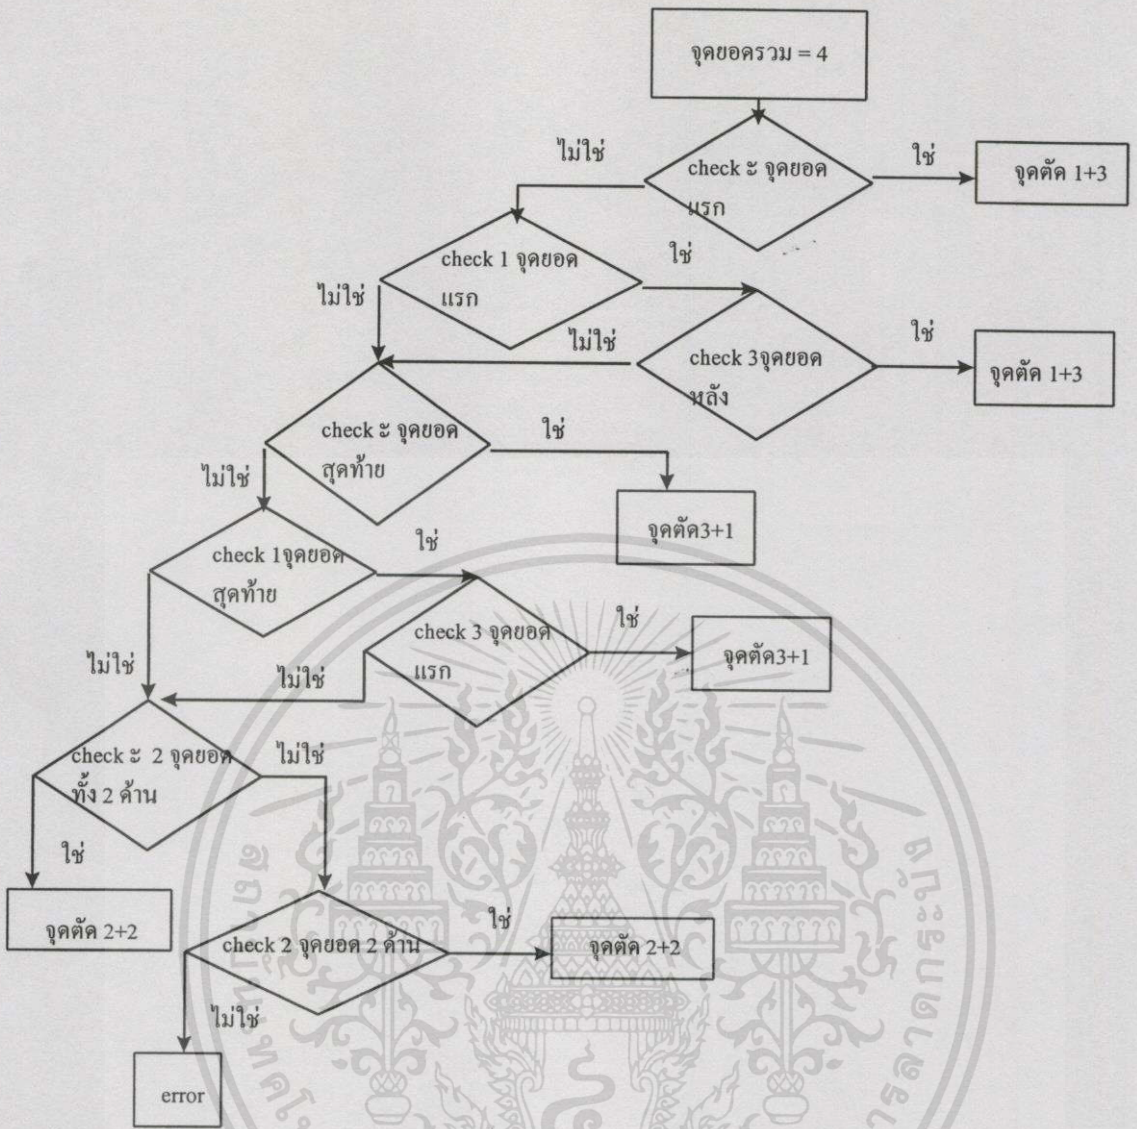 จุดยอดรวม = 4
ไม่ใช่
check ะ จุดยอด
แรก
ใช่
จุดตัด 1+3
check 1 จุดยอด
แรก
ใช่
ไม่ใช่
ไม่ใช่
check 3จุดยอด
หลัง
ใช่
จุดตัด 1+3
check ะ จุดยอด
สุดท้าย
ใช่
ไม่ใช่
จุดตัด3+1
check 1จุดยอด
สุดท้าย
ใช่
ไม่ใช่
check 3 จุดยอด
แรก
ใช่
จุดตัด3+1
ไม่ใช่
check ะ 2 จุดยอด
ทั้ง 2 ด้าน
ไม่ใช่
ใช่
จุดตัด 2+2
check 2 จุดยอด 2 ด้าน
ใช่
จุดตัด 2+2
ไม่ใช่
error